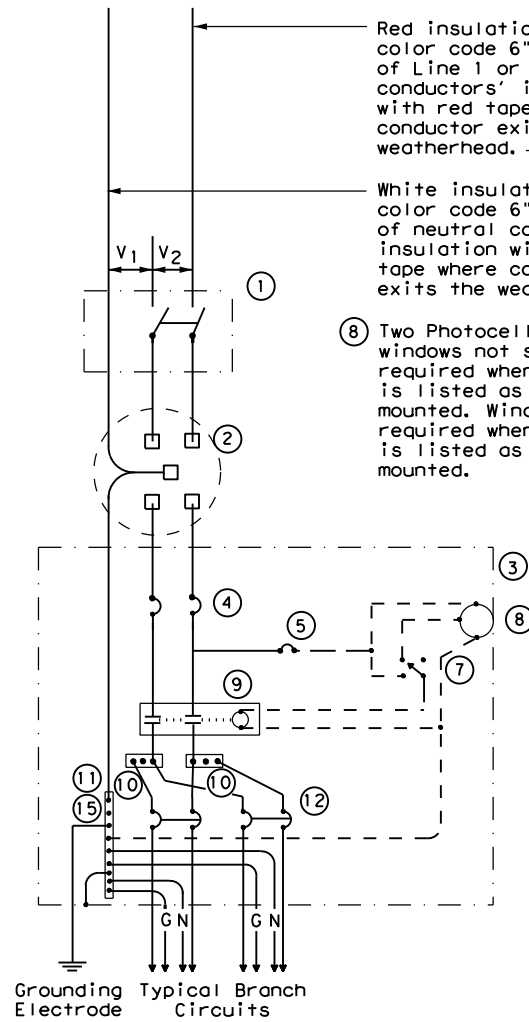 Red insulatio
color code 6"
of Line 1 or
conductors' i
with red tape
conductor exi
weatherhead.
White insulat
color code 6"
of neutral co
insulation wi
tape where co
exits the wea
V1 V2
1
8 Two Photocell
windows not s
required when
is listed as
mounted. Wind
required when
is listed as
mounted.
2
3
4
5
8
7
9
11
10
10
12
15
G N
G N
Grounding
Electrode
Typical Branch
Circuits